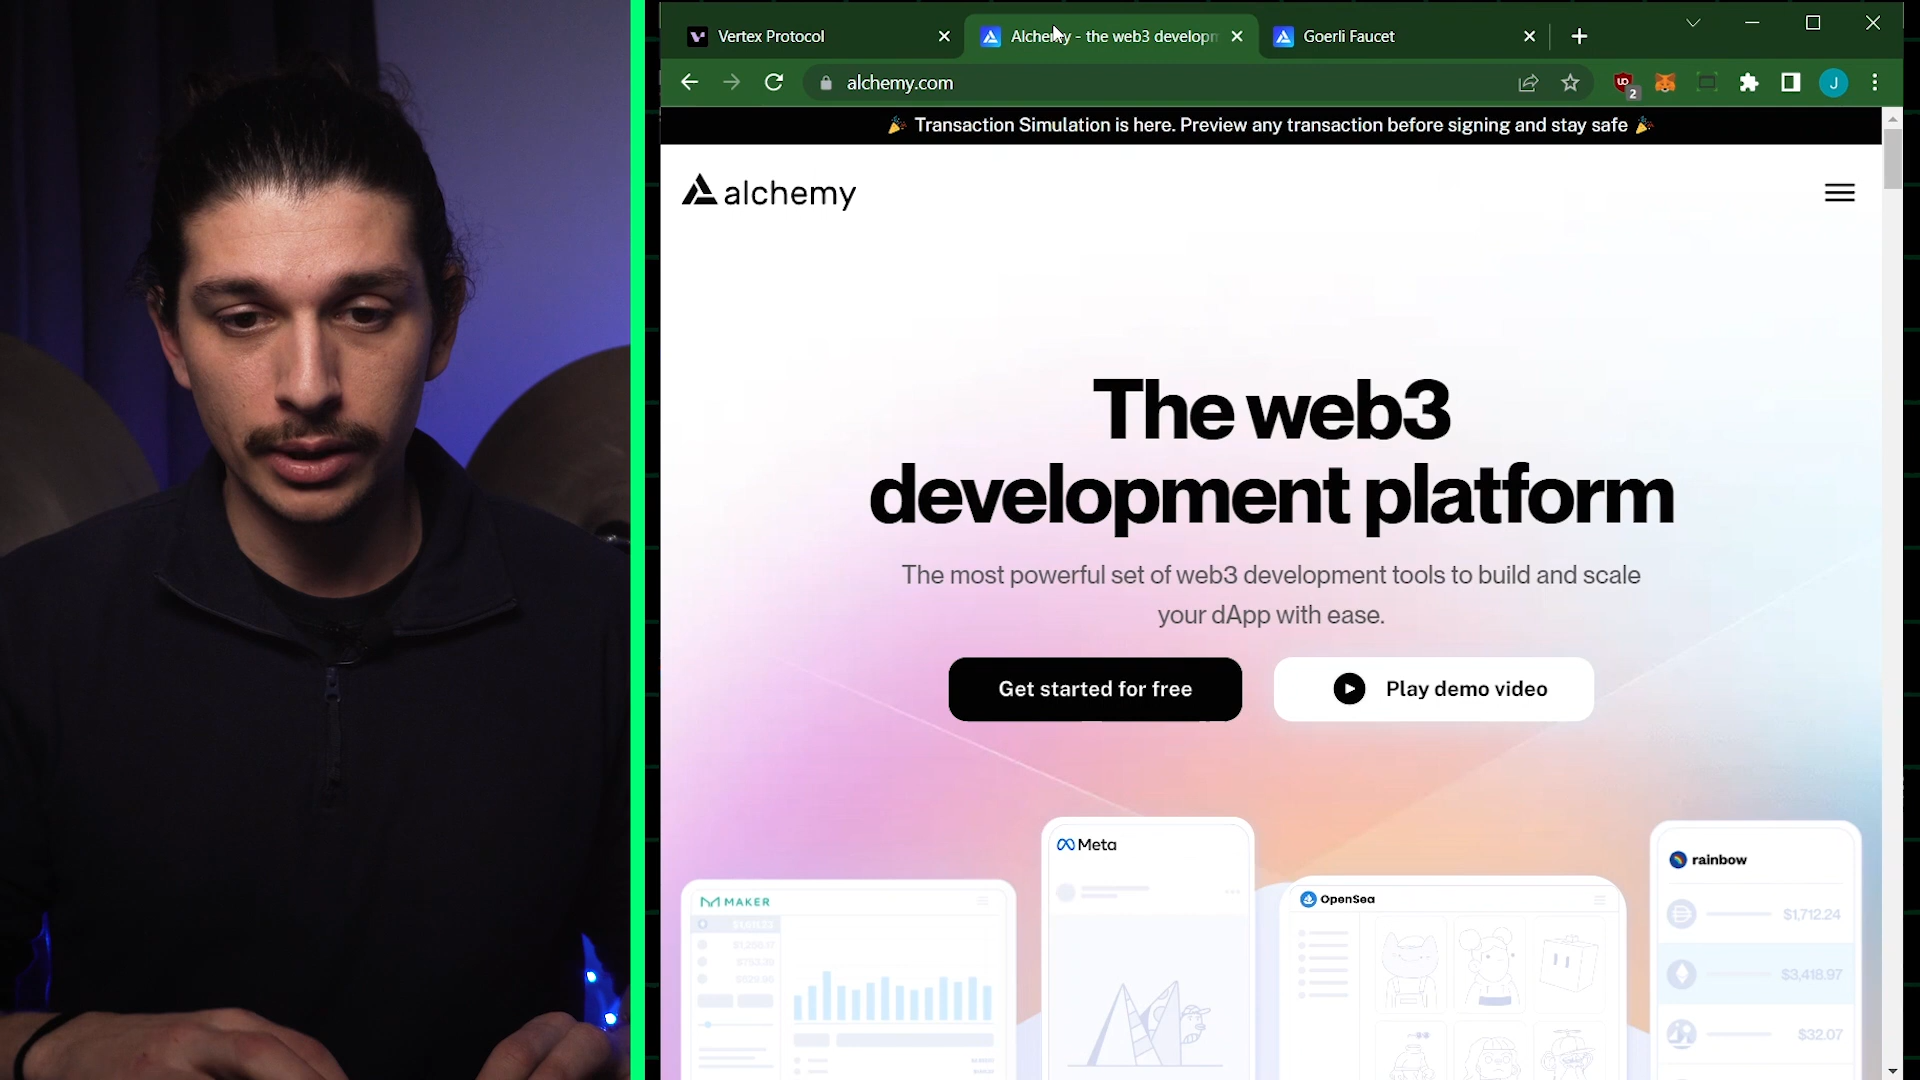 Vertex Protocol
Alchemy - the web3 developm
Goerli Faucet
alchemy.com
2
J
Transaction Simulation is here. Preview any transaction before signing and stay safe
alchemy
The web3
development platform
The most powerful set of web3 development tools to build and scale
your dApp with ease.
Get started for free
Play demo video
Meta
rainbow
MAKER
OpenSea
$1,712.24
$3,418.97
$32.07